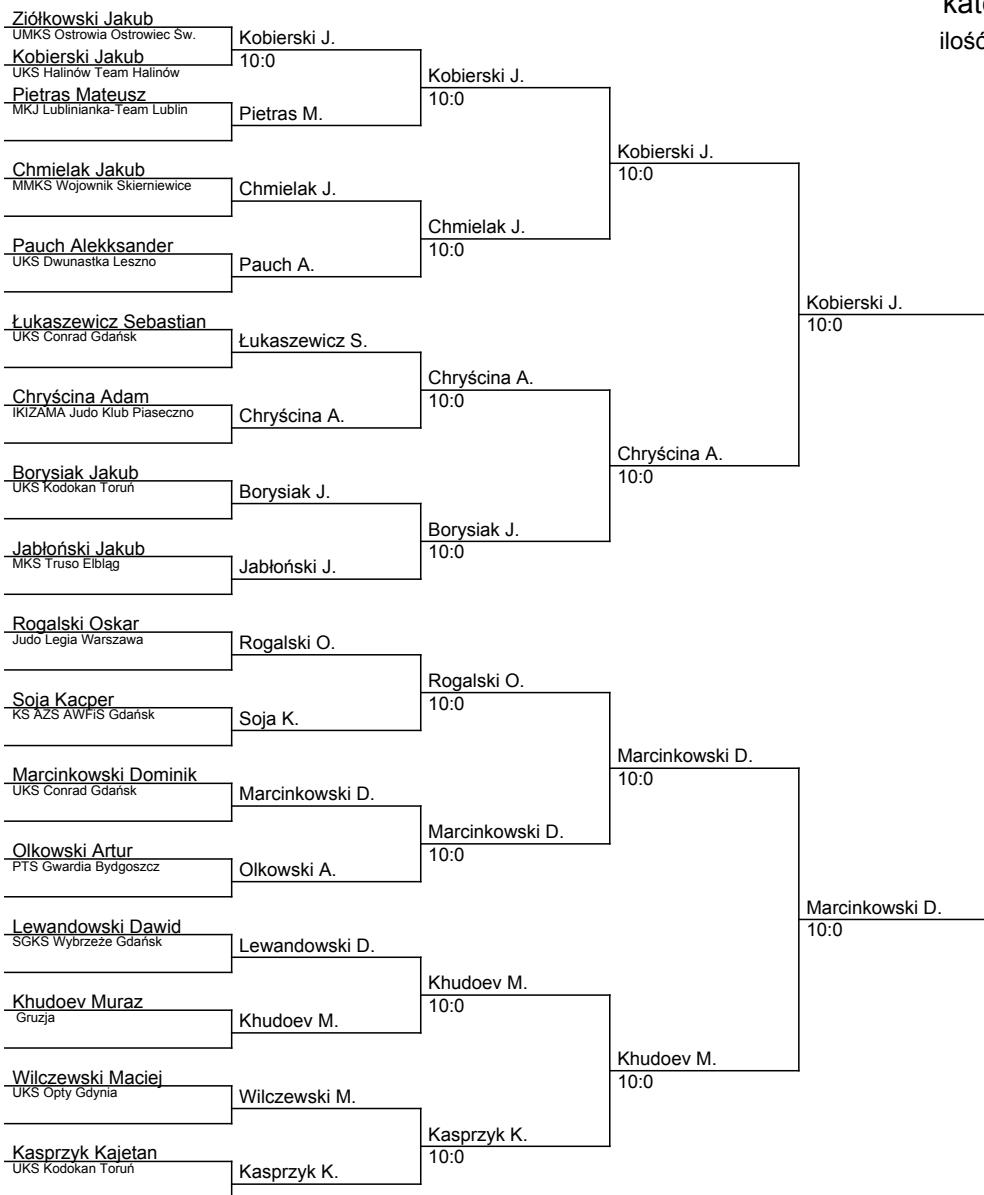 kate
ilość
Ziółkowski Jakub
UMKS Ostrowia Ostrowiec Św.
Kobierski J.
10:0
Kobierski Jakub
UKS Halinów Team Halinów
Kobierski J.
10:0
Pietras Mateusz
MKJ Lublinianka-Team Lublin
Pietras M.
Kobierski J.
10:0
Chmielak Jakub
MMKS Wojownik Skierniewice
Chmielak J.
Chmielak J.
10:0
Pauch Alekksander
UKS Dwunastka Leszno
Pauch A.
Kobierski J.
10:0
Łukaszewicz Sebastian
UKS Conrad Gdańsk
Łukaszewicz S.
Chryścina A.
10:0
Chryścina Adam
IKIZAMA Judo Klub Piaseczno
Chryścina A.
Chryścina A.
10:0
Borysiak Jakub
UKS Kodokan Toruń
Borysiak J.
Borysiak J.
10:0
Jabłoński Jakub
MKS Truso Elbląg
Jabłoński J.
Rogalski Oskar
Judo Legia Warszawa
Rogalski O.
Rogalski O.
10:0
Soja Kacper
KS AZS AWFiS Gdańsk
Soja K.
Marcinkowski D.
10:0
Marcinkowski Dominik
UKS Conrad Gdańsk
Marcinkowski D.
Marcinkowski D.
10:0
Olkowski Artur
PTS Gwardia Bydgoszcz
Olkowski A.
Marcinkowski D.
10:0
Lewandowski Dawid
SGKS Wybrzeże Gdańsk
Lewandowski D.
Khudoev M.
10:0
Khudoev Muraz
Gruzja
Khudoev M.
Khudoev M.
10:0
Wilczewski Maciej
UKS Opty Gdynia
Wilczewski M.
Kasprzyk K.
10:0
Kasprzyk Kajetan
UKS Kodokan Toruń
Kasprzyk K.